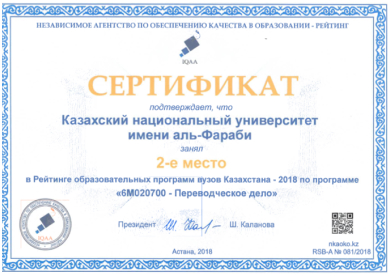 НЕЗАВИСИМОЕ АГЕНТСТВО ПО ОБЕСПЕЧЕНИЮ КАЧЕСТВА В ОБРАЗОВАНИИ - РЕЙТИНГ
IQAA
СЕРТИФИКАТ
подтверждает, что
Казахский национальный университет
имени аль-Фараби
занял
2-е место
в Рейтинге образовательных программ вузов Казахстана - 2018 по программе
«6М020700 - Переводческое дело»
Президент Ш. Каланова
IQAA
Астана, 2018
nkaoko.kz
RSB-A № 081/2018